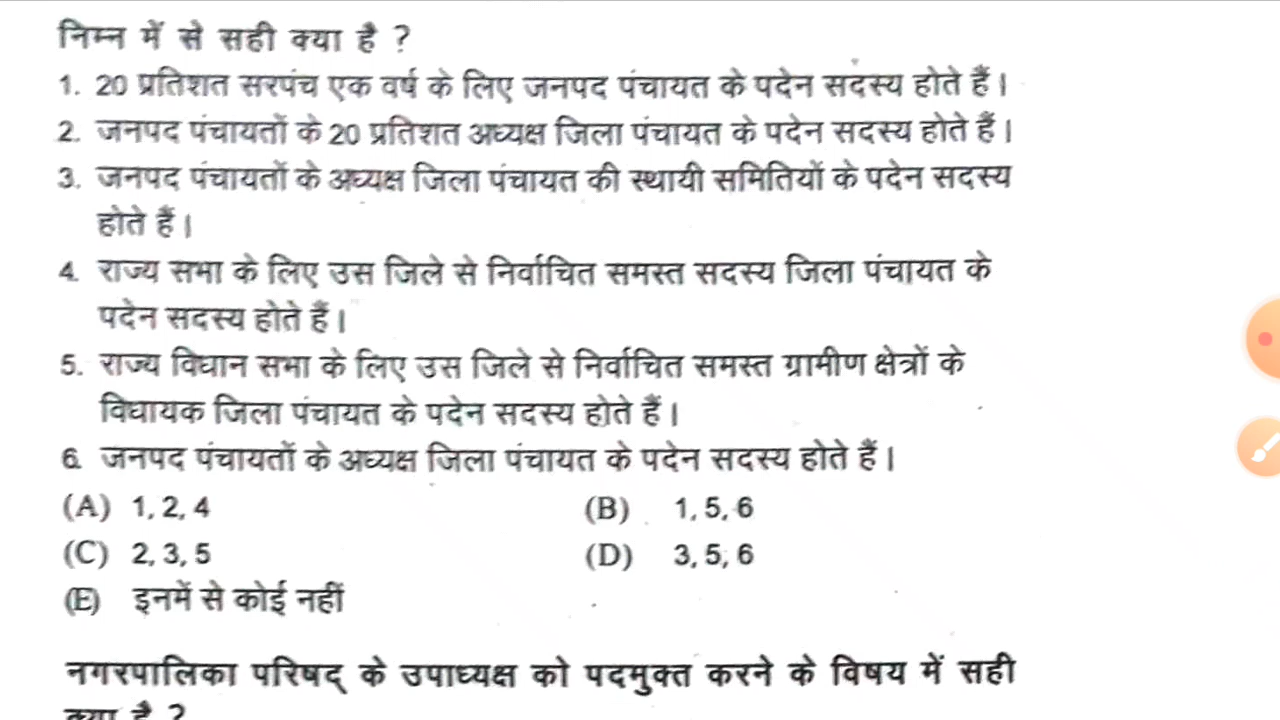 निम्न में से सही क्या है ?
1. 20 प्रतिशत सरपंच एक वर्ष के लिए जनपद पंचायत के पदेन सदस्य होते हैं।
2. जनपद पंचायतों के 20 प्रतिशत अध्यक्ष जिला पंचायत के पदेन सदस्य होते हैं।
3. जनपद पंचायतों के अध्यक्ष जिला पंचायत की स्थायी समितियों के पदेन सदस्य
होते हैं।
4. राज्य सभा के लिए उस जिले से निर्वाचित समस्त सदस्य जिला पंचायत के
पदेन सदस्य होते हैं।
5. राज्य विधान सभा के लिए उस जिले से निर्वाचित समस्त ग्रामीण क्षेत्रों के
विधायक जिला पंचायत के पदेन सदस्य होते हैं।
6. जनपद पंचायतों के अध्यक्ष जिला पंचायत के पदेन सदस्य होते हैं।
(A) 1, 2, 4 (B) 1, 5, 6
(C) 2, 3, 5 (D) 3, 5, 6
(E) इनमें से कोई नहीं
नगरपालिका परिषद् के उपाध्यक्ष को पदमुक्त करने के विषय में सही
क्या है ?